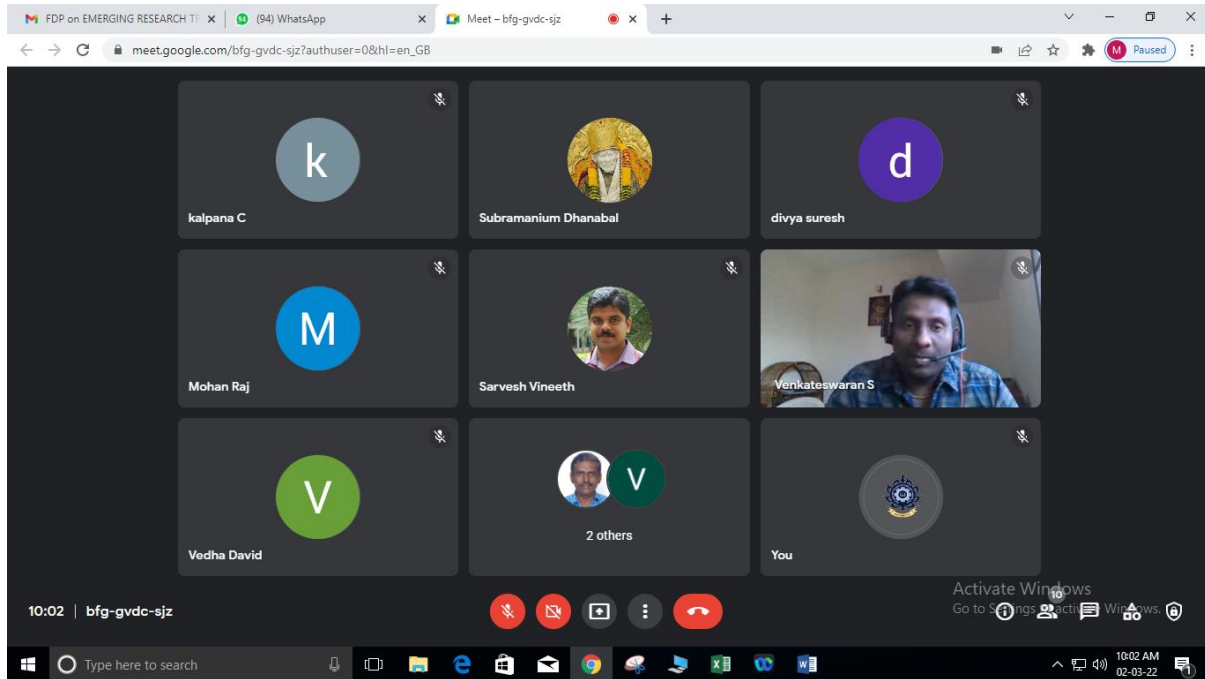 FDP on EMERGING RESEARCH TR
(94) WhatsApp
Meet – bfg-gvdc-sjz
meet.google.com/bfg-gvdc-sjz?authuser=0&hl=en_GB
M Paused
k
kalpana C
Subramanium Dhanabal
d
divya suresh
M
Mohan Raj
Sarvesh Vineeth
Venkateswaran S
V
Vedha David
V
2 others
You
Activate Windows
Go to Settings to activate Windows.
10
10:02 | bfg-gvdc-sjz
Type here to search
10:02 AM
02-03-22
1